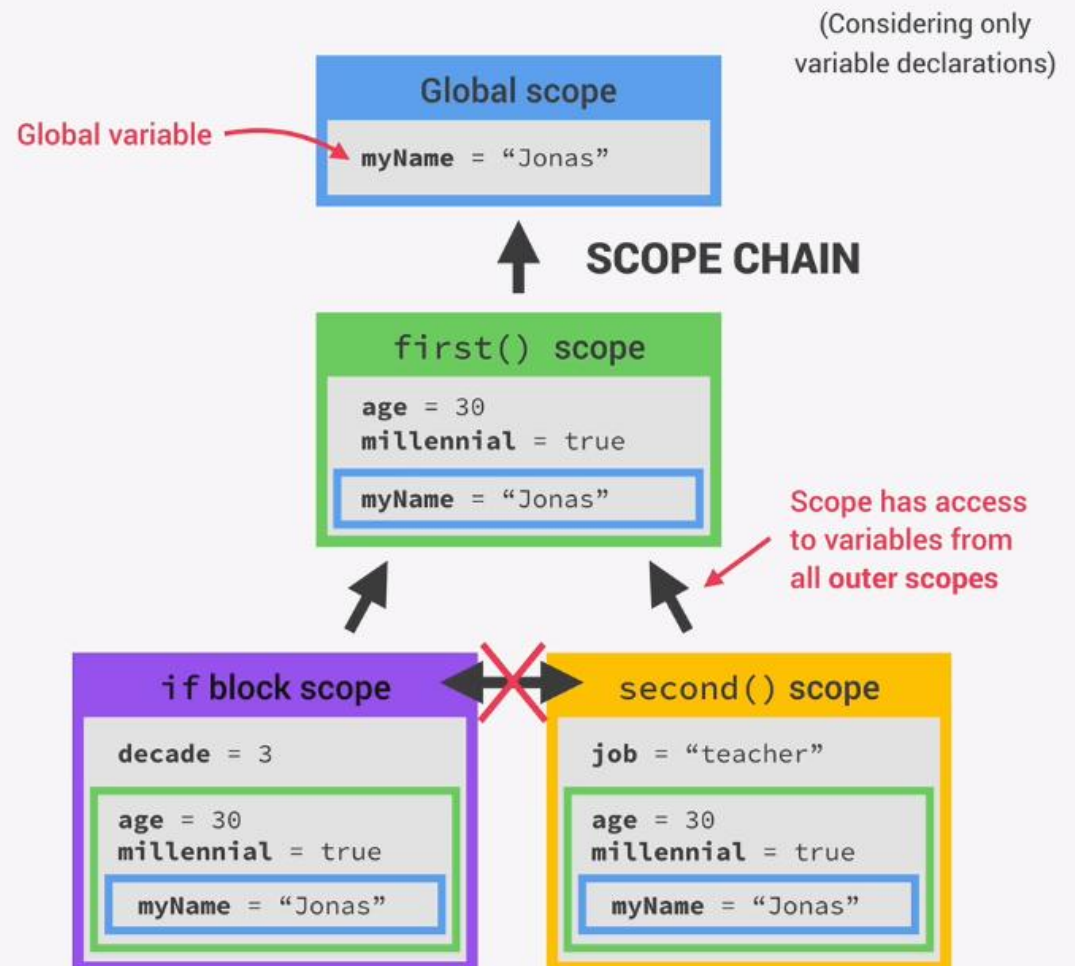 (Considering only
variable declarations)
Global scope
Global variable
myName = “Jonas”
SCOPE CHAIN
first() scope
age = 30
millennial = true
myName = “Jonas”
Scope has access
to variables from
all outer scopes
if block scope
decade = 3
age = 30
millennial = true
myName = “Jonas”
second() scope
job = “teacher”
age = 30
millennial = true
myName = “Jonas”